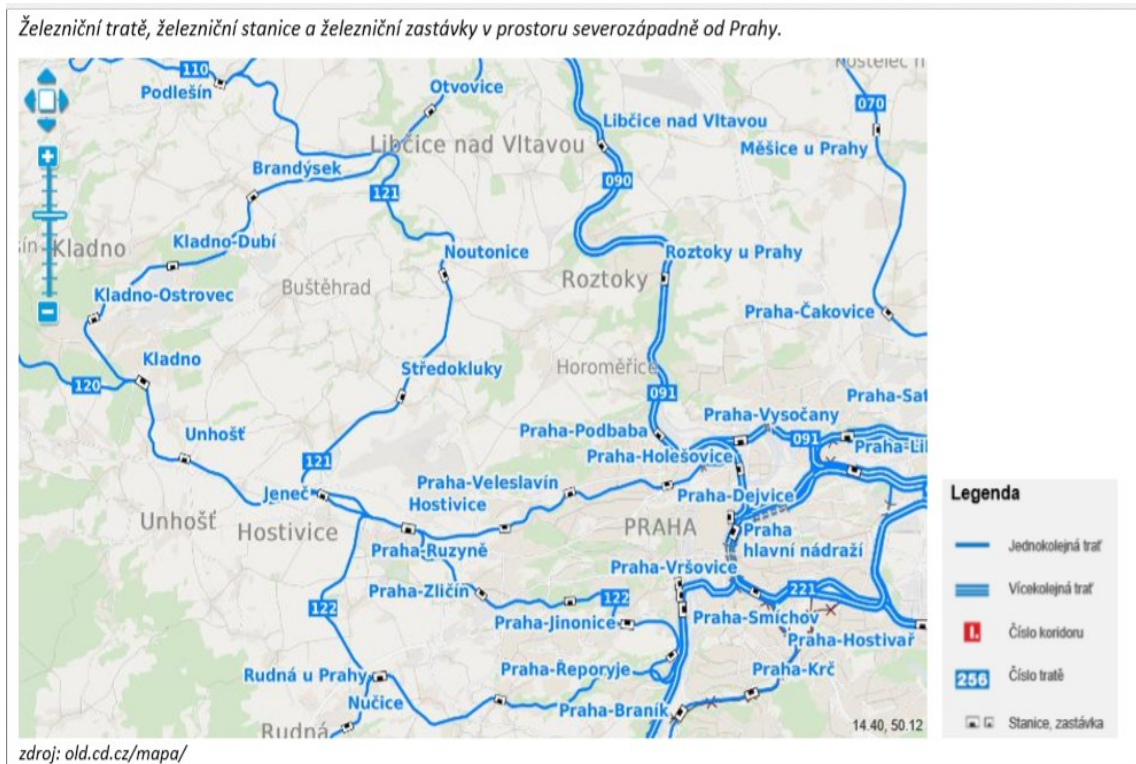 Železniční tratě, železniční stanice a železniční zastávky v prostoru severozápadně od Prahy.
110
Podlešín
Otvovice
070
Libčice nad Vltavou
Libčice nad Vltavou
Měšice u Prahy
Brandýsek
121
090
Kladno
Kladno-Dubí
Noutonice
Roztoky u Prahy
Roztoky
Buštěhrad
Kladno-Ostrovec
Praha-Čakovice
Kladno
Středokluky
Horoměřice
120
091
Praha-Sat
Praha-Vysočany
Unhošť
Praha-Podbaba
091
Praha-Holešovice
121
Praha-Veleslavín
Jeneč
Hostivice
Praha-Dejvice
Unhošť
Hostivice
PRAHA
Praha
hlavní nádraží
Praha-Ruzyně
Praha-Vršovice
Praha-Zličín
122
122
221
Praha-Jinonice
Praha-Smíchov
Praha-Hostivař
Rudná u Prahy
Praha-Řeporyje
Praha-Krč
Nučice
Praha-Braník
Rudná
14.40, 50.12
Legenda
Jednokolejná trať
Vícekolejná trať
I.
Číslo koridoru
256
Číslo tratě
Stanice, zastávka
zdroj: old.cd.cz/mapa/